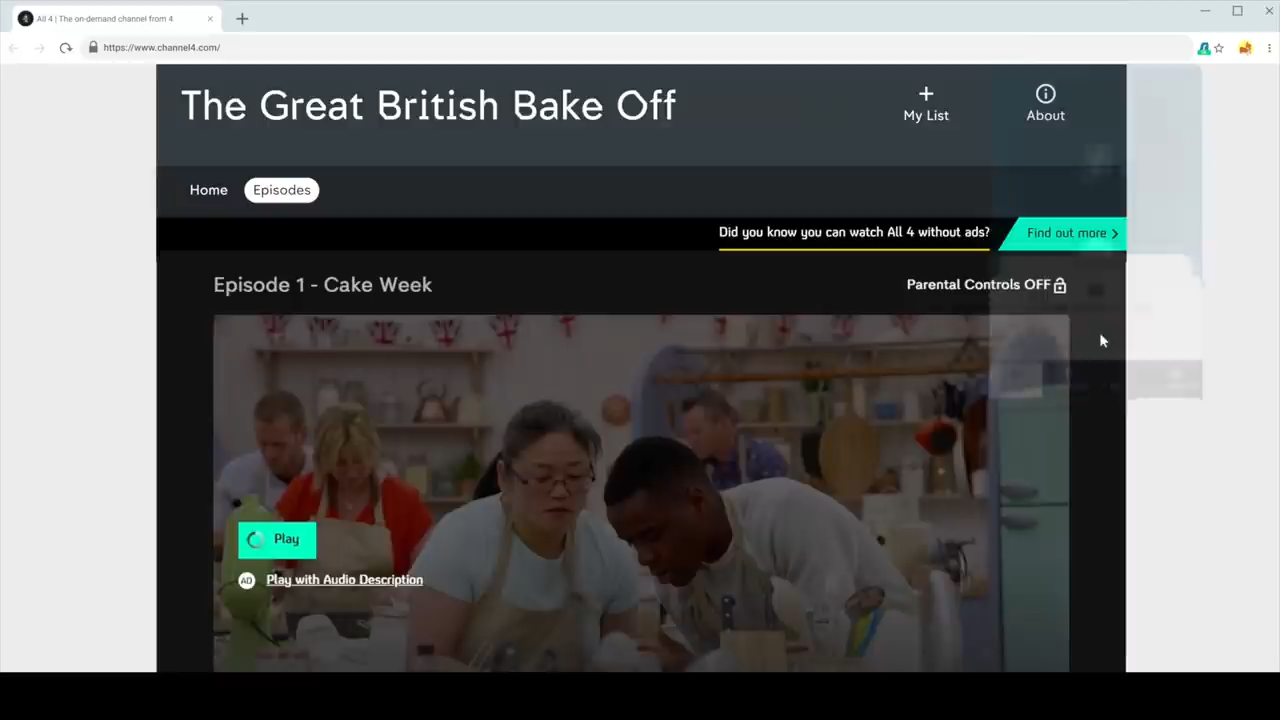 All 4 | The on-demand channel from 4
https://www.channel4.com/
The Great British Bake Off
My List
About
Home
Episodes
Did you know you can watch All 4 without ads?
Find out more
Episode 1 - Cake Week
Parental Controls OFF
Play
AD
Play with Audio Description